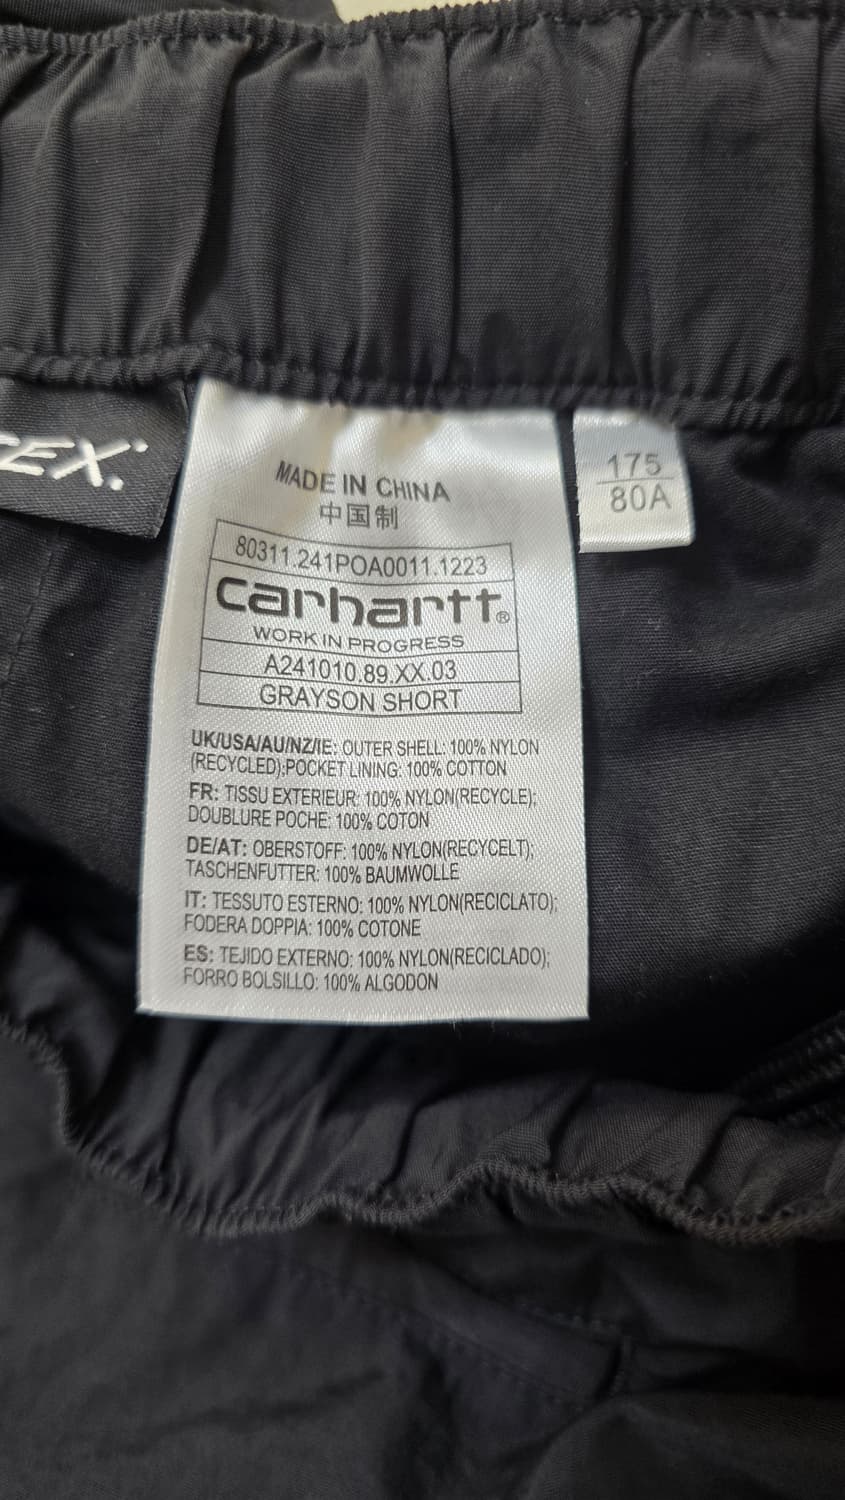 EX.
MADE IN CHINA
中国制
80311.241POA0011.1223
carhartt®
WORK IN PROGRESS
A241010.89.XX.03
GRAYSON SHORT
UK/USA/AU/NZ/IE: OUTER SHELL: 100% NYLON
(RECYCLED);POCKET LINING: 100% COTTON
FR: TISSU EXTERIEUR: 100% NYLON(RECYCLE);
DOUBLURE POCHE: 100% COTON
DE/AT: OBERSTOFF: 100% NYLON(RECYCELT);
TASCHENFUTTER: 100% BAUMWOLLE
IT: TESSUTO ESTERNO: 100% NYLON(RECICLATO);
FODERA DOPPIA: 100% COTONE
ES: TEJIDO EXTERNO: 100% NYLON(RECICLADO);
FORRO BOLSILLO: 100% ALGODON
175
80A